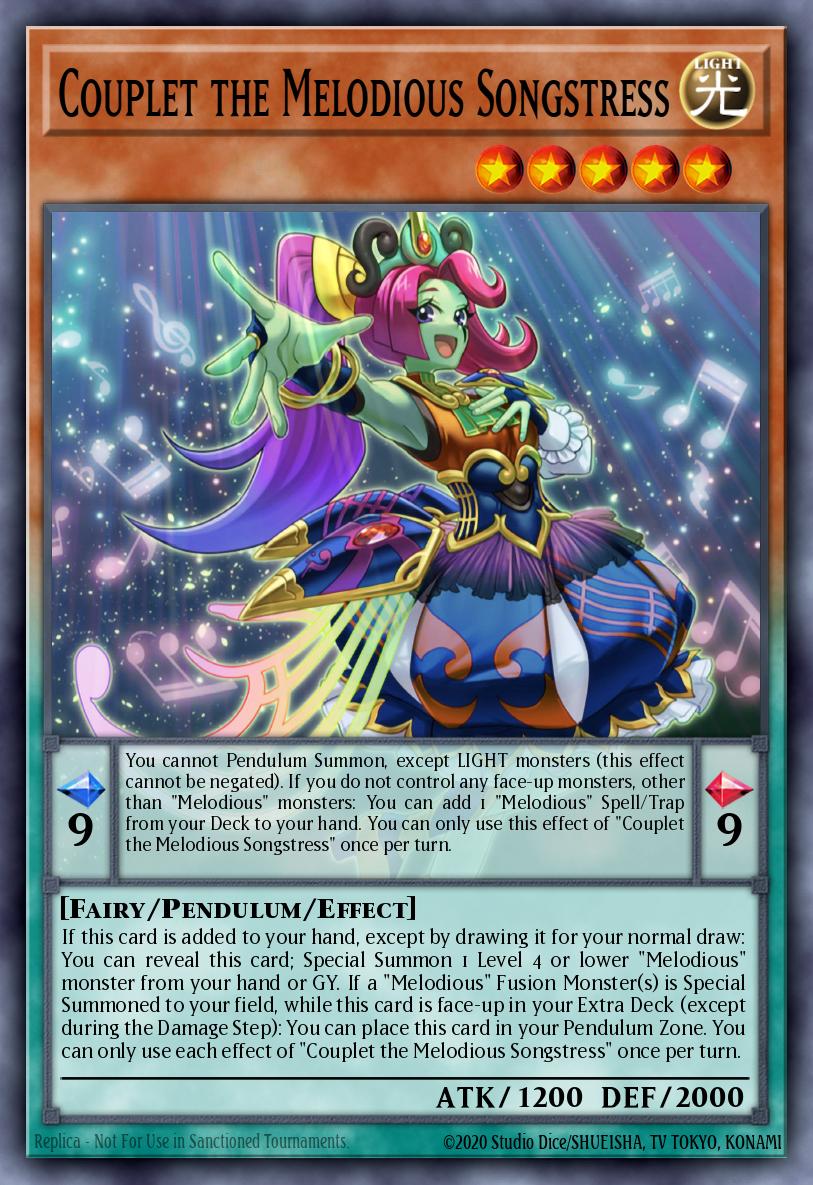 COUPLET THE MELODIOUS SONGSTRESS
LIGHT
光
You cannot Pendulum Summon, except LIGHT monsters (this effect
cannot be negated). If you do not control any face-up monsters, other
than "Melodious" monsters: You can add 1 "Melodious" Spell/Trap
from your Deck to your hand. You can only use this effect of "Couplet
the Melodious Songstress" once per turn.
9
9
[FAIRY/PENDULUM/EFFECT]
If this card is added to your hand, except by drawing it for your normal draw:
You can reveal this card; Special Summon 1 Level 4 or lower "Melodious"
monster from your hand or GY. If a "Melodious" Fusion Monster(s) is Special
Summoned to your field, while this card is face-up in your Extra Deck (except
during the Damage Step): You can place this card in your Pendulum Zone. You
can only use each effect of "Couplet the Melodious Songstress" once per turn.
ATK/1200 DEF/2000
Replica - Not For Use in Sanctioned Tournaments.
©2020 Studio Dice/SHUEISHA, TV TOKYO, KONAMI